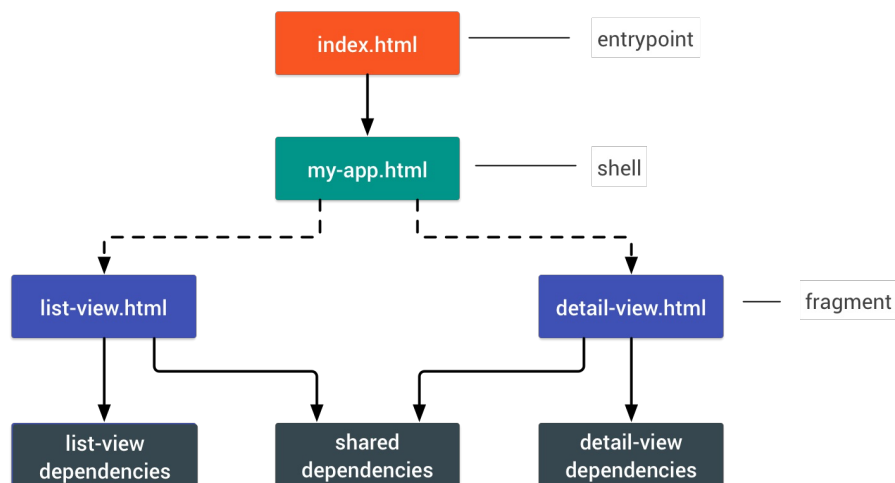 index.html
entrypoint
my-app.html
shell
list-view.html
detail-view.html
fragment
list-view
dependencies
shared
dependencies
detail-view
dependencies